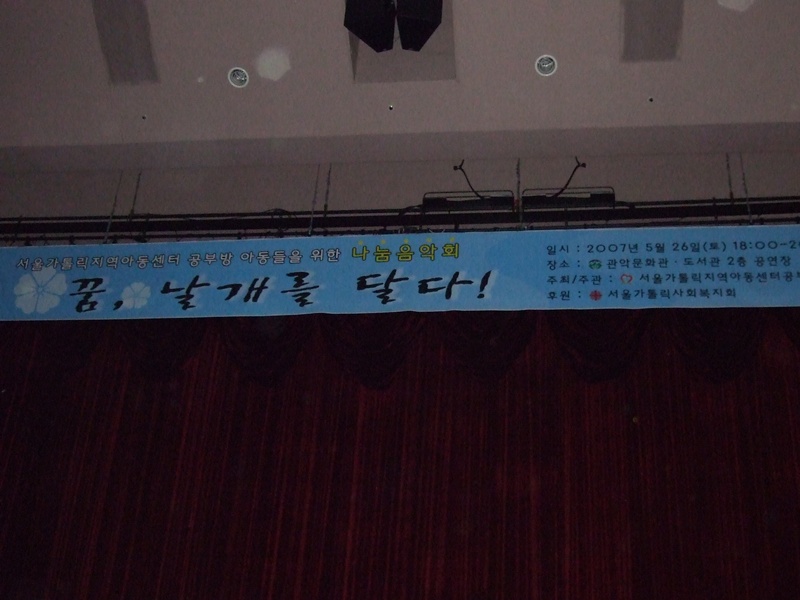 서울가톨릭지역아동센터 공부방 아동들을 위한 나눔음악회
꿈, 날개를 달다!
일시 : 2007년 5월 26일(토) 18:00-
장소 : 관악문화관·도서관 2층 공연장
주최/주관 : 서울가톨릭지역아동센터공부
후원 : 서울가톨릭사회복지회